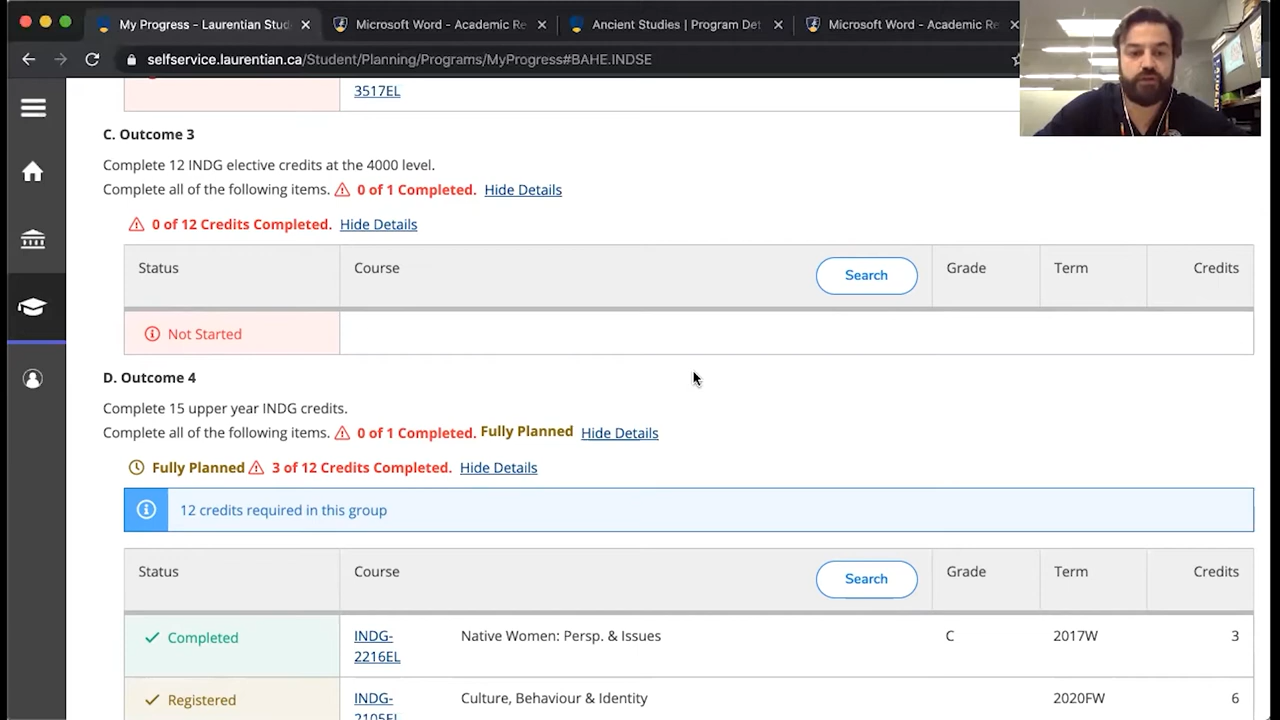 My Progress - Laurentian Stud
Microsoft Word - Academic Re
Ancient Studies | Program Det
Microsoft Word - Academic Re
selfservice.laurentian.ca/Student/Planning/Programs/MyProgress#BAHE.INDSE
3517EL
C. Outcome 3
Complete 12 INDG elective credits at the 4000 level.
Complete all of the following items. 0 of 1 Completed. Hide Details
0 of 12 Credits Completed. Hide Details
Status Course Search Grade Term Credits
Not Started
D. Outcome 4
Complete 15 upper year INDG credits.
Complete all of the following items. 0 of 1 Completed. Fully Planned Hide Details
Fully Planned 3 of 12 Credits Completed. Hide Details
12 credits required in this group
Status Course Search Grade Term Credits
Completed INDG- Native Women: Persp. & Issues C 2017W 3
2216EL
Registered INDG- Culture, Behaviour & Identity 2020FW 6
2105EL